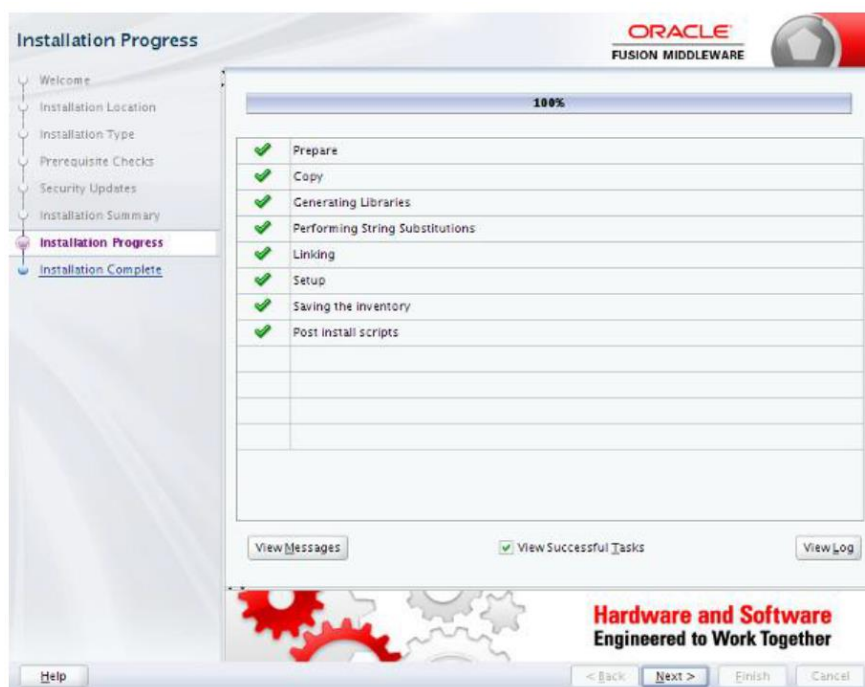 Installation Progress
ORACLE
FUSION MIDDLEWARE
Welcome
Installation Location
Installation Type
Prerequisite Checks
Security Updates
Installation Summary
Installation Progress
Installation Complete
100%
Prepare
Copy
Generating Libraries
Performing String Substitutions
Linking
Setup
Saving the inventory
Post install scripts
View Messages
View Successful Tasks
View Log
Hardware and Software
Engineered to Work Together
Help
< Back
Next >
Finish
Cancel